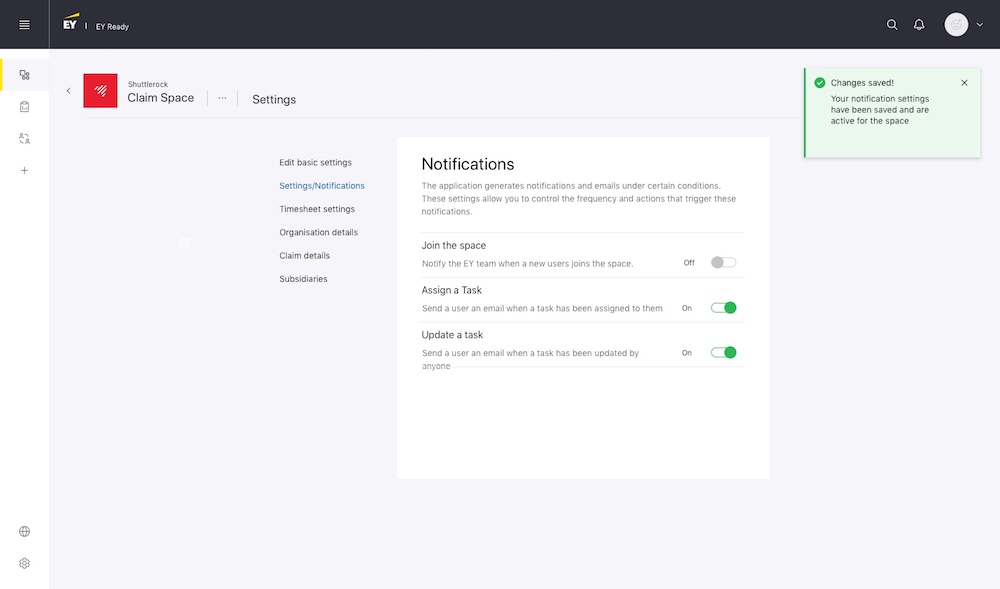 EY
EY Ready
Shuttlerock
Claim Space
...
Settings
Changes saved!
Your notification settings
have been saved and are
active for the space
Edit basic settings
Settings/Notifications
Timesheet settings
Organisation details
Claim details
Subsidiaries
Notifications
The application generates notifications and emails under certain conditions.
These settings allow you to control the frequency and actions that trigger these
notifications.
Join the space
Notify the EY team when a new users joins the space.
Off
Assign a Task
Send a user an email when a task has been assigned to them
On
Update a task
Send a user an email when a task has been updated by
anyone
On